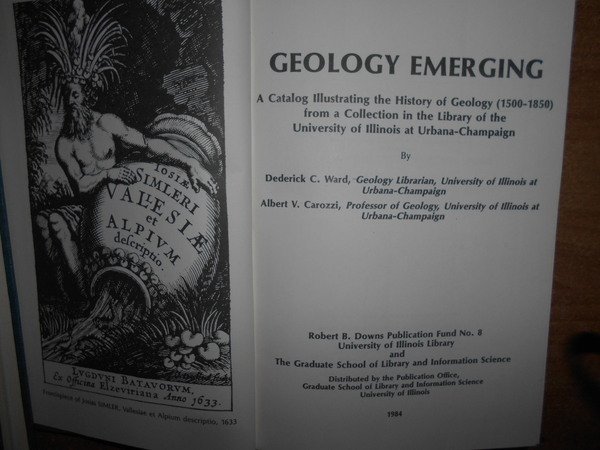 IOSIÆ
SIMLERI
VALLESIÆ
et
ALPIVM
descriptio.
LVGDVNI BATAVORVM,
Ex Officina Elzeviriana Anno 1633.
Frontispiece of Josias SIMLER, Vallesiae et Alpium descriptio, 1633
GEOLOGY EMERGING
A Catalog Illustrating the History of Geology (1500-1850)
from a Collection in the Library of the
University of Illinois at Urbana-Champaign
By
Dederick C. Ward, Geology Librarian, University of Illinois at
Urbana-Champaign
Albert V. Carozzi, Professor of Geology, University of Illinois at
Urbana-Champaign
Robert B. Downs Publication Fund No. 8
University of Illinois Library
and
The Graduate School of Library and Information Science
Distributed by the Publication Office,
Graduate School of Library and Information Science
University of Illinois
1984